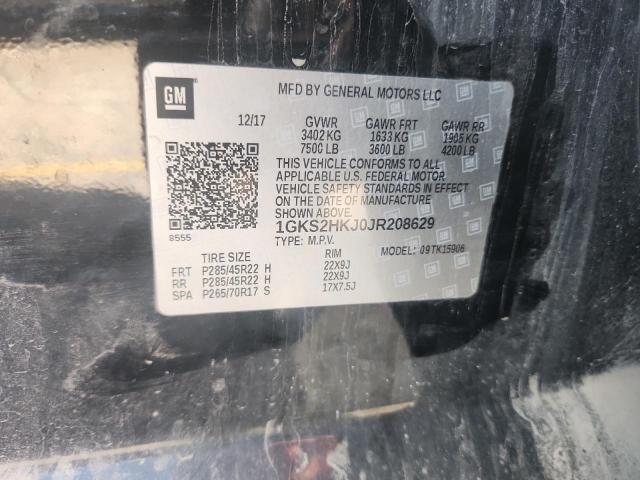 GM
MFD BY GENERAL MOTORS LLC
12/17 GVWR GAWR FRT GAWR RR
3402 KG 1633 KG 1905 KG
7500 LB 3600 LB 4200 LB
THIS VEHICLE CONFORMS TO ALL
APPLICABLE U.S. FEDERAL MOTOR
VEHICLE SAFETY STANDARDS IN EFFECT
ON THE DATE OF MANUFACTURE
SHOWN ABOVE.
1GKS2HKJ0JR208629
8555
TYPE: M.P.V. MODEL: 09TK15906
TIRE SIZE RIM
FRT P285/45R22 H 22X9J
RR P285/45R22 H 22X9J
SPA P265/70R17 S 17X7.5J